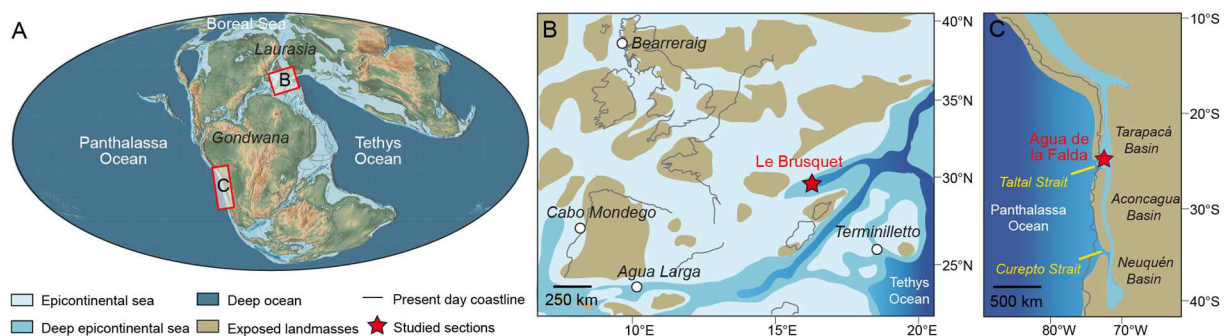 A
Boreal Sea
Laurasia
B
Panthalassa
Ocean
Gondwana
Tethys
Ocean
C
Epicontinental sea
Deep ocean
Present day coastline
Deep epicontinental sea
Exposed landmasses
Studied sections
B
Bearreraig
Le Brusquet
Cabo Mondego
Terminilletto
Agua Larga
250 km
Tethys
Ocean
40°N
35°N
30°N
25°N
10°E
15°E
20°E
C
10°S
20°S
30°S
40°S
Agua de
la Falda
Tarapacá
Basin
Taltal Strait
Panthalassa
Ocean
Aconcagua
Basin
Curepto Strait
Neuquén
Basin
500 km
80°W
70°W